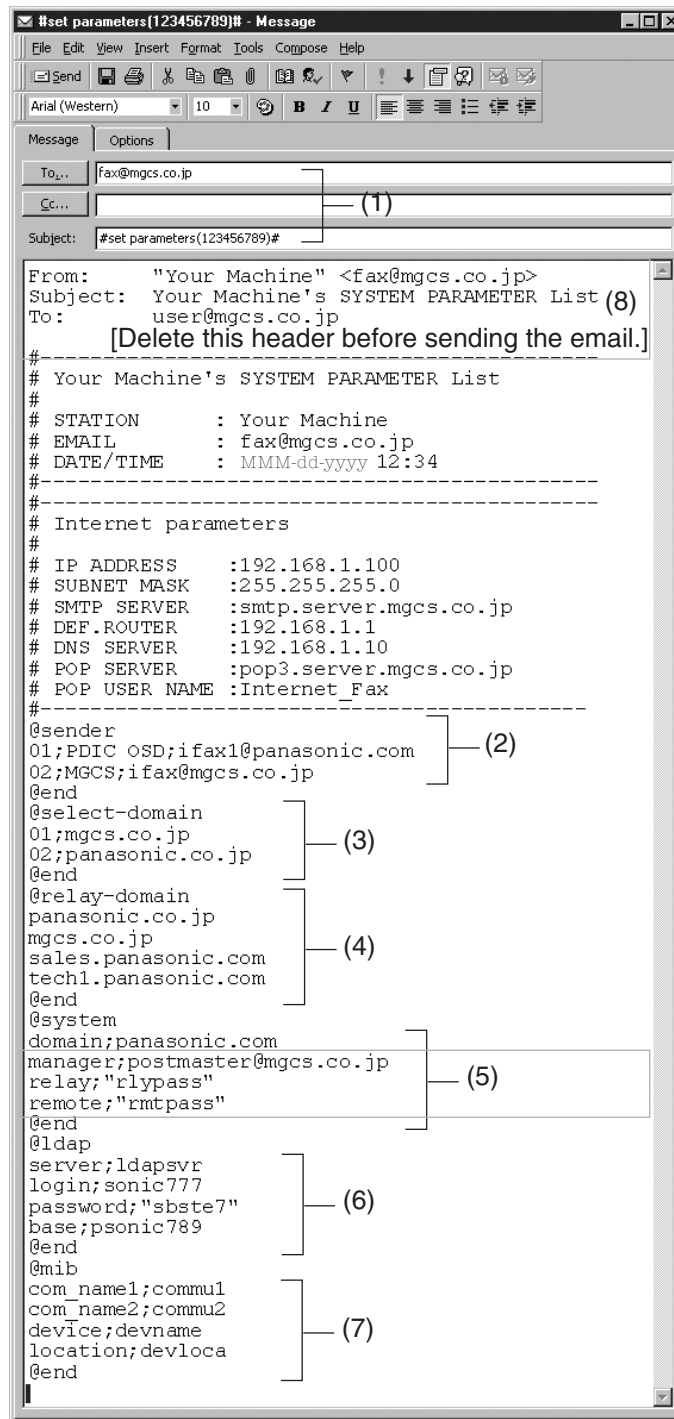 #set parameters(123456789)# - Message
File Edit View Insert Format Tools Compose Help
Send
Arial (Western) 10 B I U
Message Options
To... fax@mgcs.co.jp
Cc...
(1)
Subject: #set parameters(123456789)#
From: "Your Machine" <fax@mgcs.co.jp>
Subject: Your Machine's SYSTEM PARAMETER List (8)
To: user@mgcs.co.jp
[Delete this header before sending the email.]
#---------------------------------------------------
# Your Machine's SYSTEM PARAMETER List
#
# STATION : Your Machine
# EMAIL : fax@mgcs.co.jp
# DATE/TIME : MMM-dd-yyyy 12:34
#---------------------------------------------------
#---------------------------------------------------
# Internet parameters
#
# IP ADDRESS :192.168.1.100
# SUBNET MASK :255.255.255.0
# SMTP SERVER :smtp.server.mgcs.co.jp
# DEF.ROUTER :192.168.1.1
# DNS SERVER :192.168.1.10
# POP SERVER :pop3.server.mgcs.co.jp
# POP USER NAME :Internet_Fax
#--------------------------------------------------
@sender
01;PDIC OSD;ifax1@panasonic.com
(2)
02;MGCS;ifax@mgcs.co.jp
@end
@select-domain
01;mgcs.co.jp
(3)
02;panasonic.co.jp
@end
@relay-domain
panasonic.co.jp
mgcs.co.jp
(4)
sales.panasonic.com
tech1.panasonic.com
@end
@system
domain;panasonic.com
manager;postmaster@mgcs.co.jp
relay;"rlypass"
(5)
remote;"rmtpass"
@end
@ldap
server;ldapsvr
login;sonic777
password;"sbste7"
(6)
base;psonic789
@end
@mib
com_name1;commu1
com_name2;commu2
device;devname
(7)
location;devloca
@end